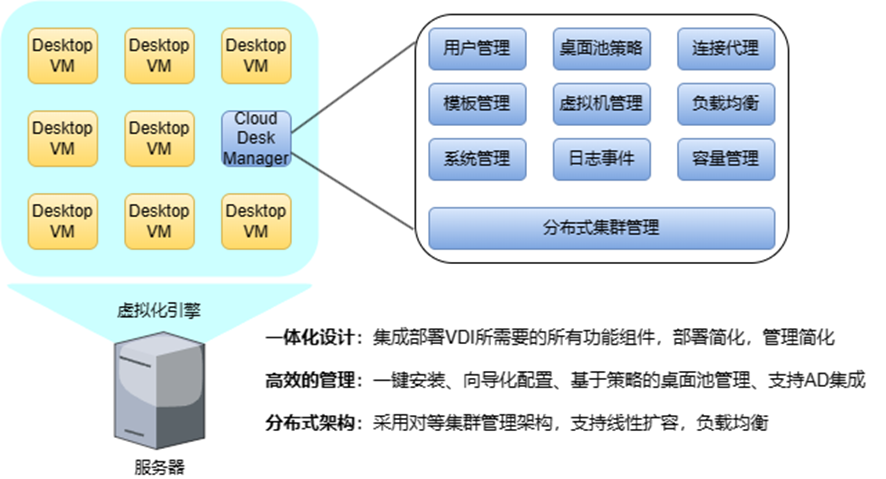 Desktop
VM
Desktop
VM
Desktop
VM
Desktop
VM
Desktop
VM
Cloud
Desk
Manager
Desktop
VM
Desktop
VM
Desktop
VM
用户管理
桌面池策略
连接代理
模板管理
虚拟机管理
负载均衡
系统管理
日志事件
容量管理
分布式集群管理
虚拟化引擎
服务器
一体化设计：集成部署VDI所需要的所有功能组件，部署简化，管理简化
高效的管理：一键安装、向导化配置、基于策略的桌面池管理、支持AD集成
分布式架构：采用对等集群管理架构，支持线性扩容，负载均衡